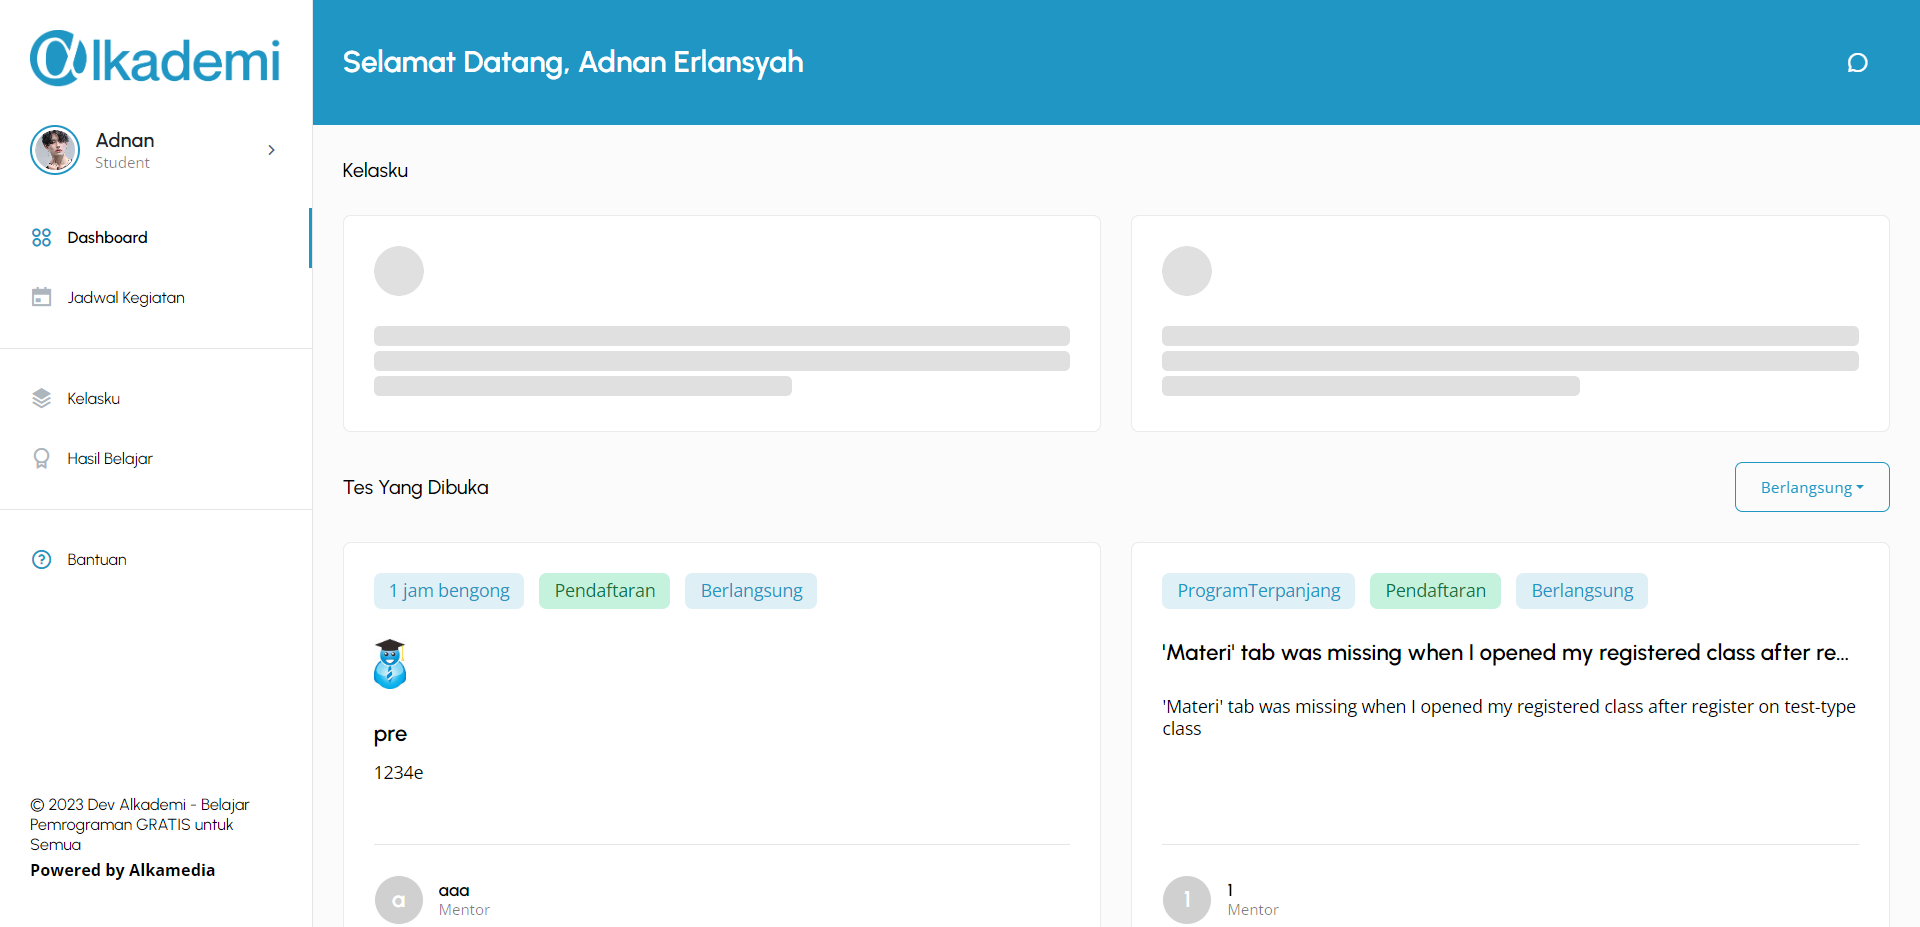 @lkademi
Selamat Datang, Adnan Erlansyah
Adnan
Student
Dashboard
Jadwal Kegiatan
Kelasku
Hasil Belajar
Bantuan
© 2023 Dev Alkademi - Belajar
Pemrograman GRATIS untuk
Semua
Powered by Alkamedia
Kelasku
Tes Yang Dibuka
Berlangsung
1 jam bengong
Pendaftaran
Berlangsung
pre
1234e
a
aaa
Mentor
ProgramTerpanjang
Pendaftaran
Berlangsung
'Materi' tab was missing when I opened my registered class after re...
'Materi' tab was missing when I opened my registered class after register on test-type
class
1
1
Mentor